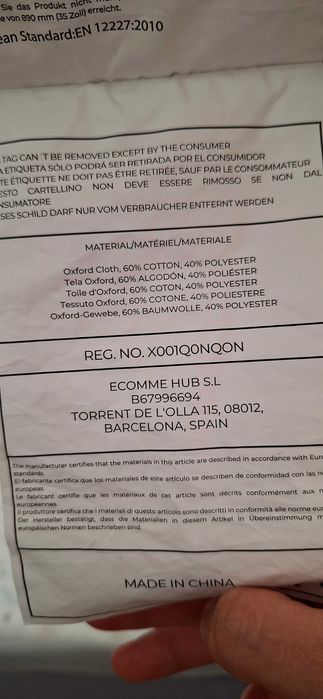 Sie das Produkt nicht
e von 890 mm (35 Zoll) erreicht.
ean Standard:EN 12227:2010
TAG CAN T BE REMOVED EXCEPT BY THE CONSUMER
ETIQUETA SÓLO PODRÁ SER RETIRADA POR EL CONSUMIDOR
TE ÉTIQUETTE NE DOIT PAS ÊTRE RETIRÉE, SAUF PAR LE CONSOMMATEUR
ESTO CARTELLINO NON DEVE ESSERE RIMOSSO SE NON DAL
NSUMATORE
SES SCHILD DARF NUR VOM VERBRAUCHER ENTFERNT WERDEN
MATERIAL/MATÉRIEL/MATERIALE
Oxford Cloth, 60% COTTON, 40% POLYESTER
Tela Oxford, 60% ALGODÓN, 40% POLIÉSTER
Toile d'Oxford, 60% COTON, 40% POLYESTER
Tessuto Oxford, 60% COTONE, 40% POLIESTERE
Oxford-Gewebe, 60% BAUMWOLLE, 40% POLYESTER
REG. NO. X001Q0NQON
ECOMME HUB S.L
B67996694
TORRENT DE L'OLLA 115, 08012,
BARCELONA, SPAIN
The manufacturer certifies that the materials in this article are described in accordance with Eur
standards.
El fabricante certifica que los materiales de este artículo se describen de conformidad con las n
europeas.
Le fabricant certifie que les matériaux de cet article sont décrits conformément aux n
européennes.
Il produttore certifica che i materiali di questo articolo sono descritti in conformità alle norme eur
Der Hersteller bestätigt, dass die Materialien in diesem Artikel in Übereinstimmung m
europäischen Normen beschrieben sind.
MADE IN CHINA